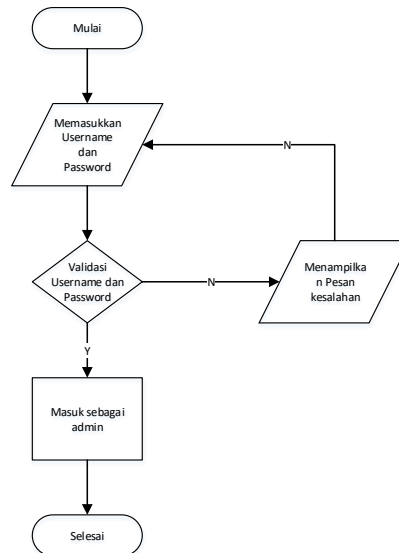 Mulai
Memasukkan
Username
dan
Password
N
Validasi
Username dan
Password
N
Menampilka
n Pesan
kesalahan
Y
Masuk sebagai
admin
Selesai